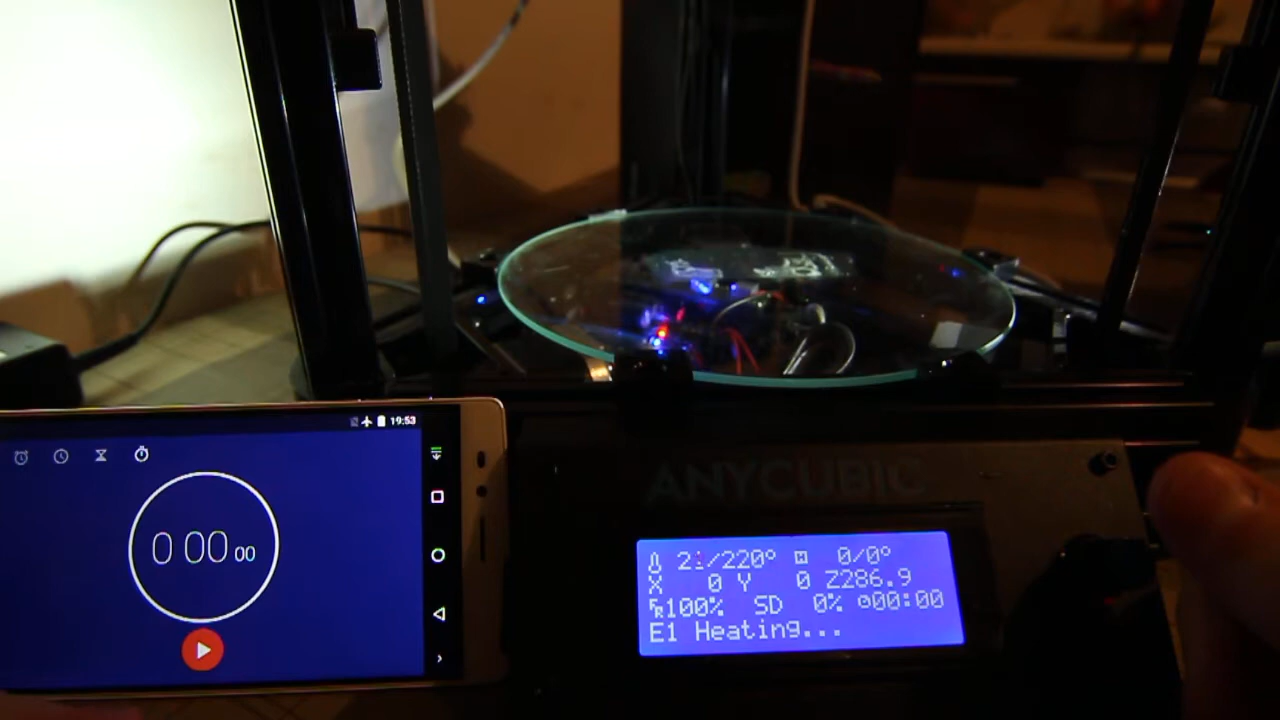 19:53
0 00 00
ANYCUBIC
/220° 0/0°
X 0 Y 0 Z286.9
FR100% SD 0% 00:00
E1 Heating...